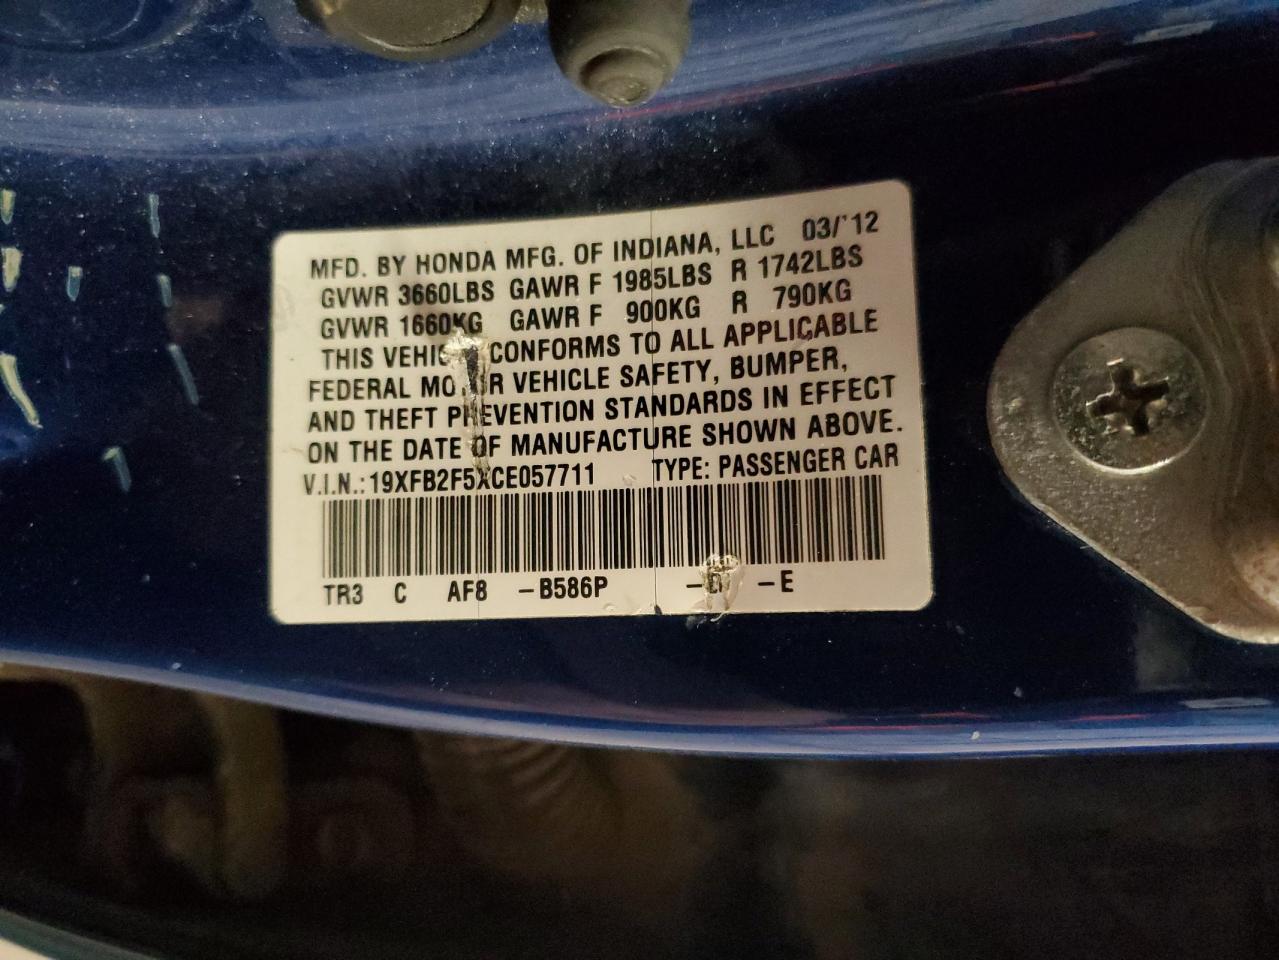 MFD. BY HONDA MFG. OF INDIANA, LLC 03/'12
GVWR 3660LBS GAWR F 1985LBS R 1742LBS
GVWR 1660KG GAWR F 900KG R 790KG
THIS VEHIC CONFORMS TO ALL APPLICABLE
FEDERAL MOTOR VEHICLE SAFETY, BUMPER,
AND THEFT PREVENTION STANDARDS IN EFFECT
ON THE DATE OF MANUFACTURE SHOWN ABOVE.
V.I.N.: 19XFB2F5XCE057711 TYPE: PASSENGER CAR
TR3 C AF8 -B586P - -E